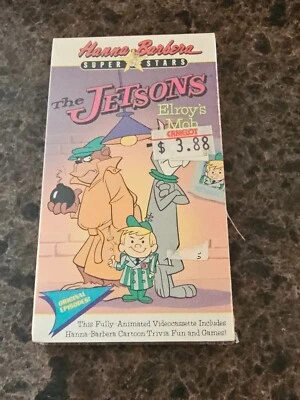 Hanna-Barbera
SUPER STARS
The JETSONS
Elroy's
Mob
CAMELOT
$ 3.88
ORIGINAL
EPISODES!
This Fully-Animated Videocassette Includes
Hanna-Barbera Cartoon Trivia Fun and Games!